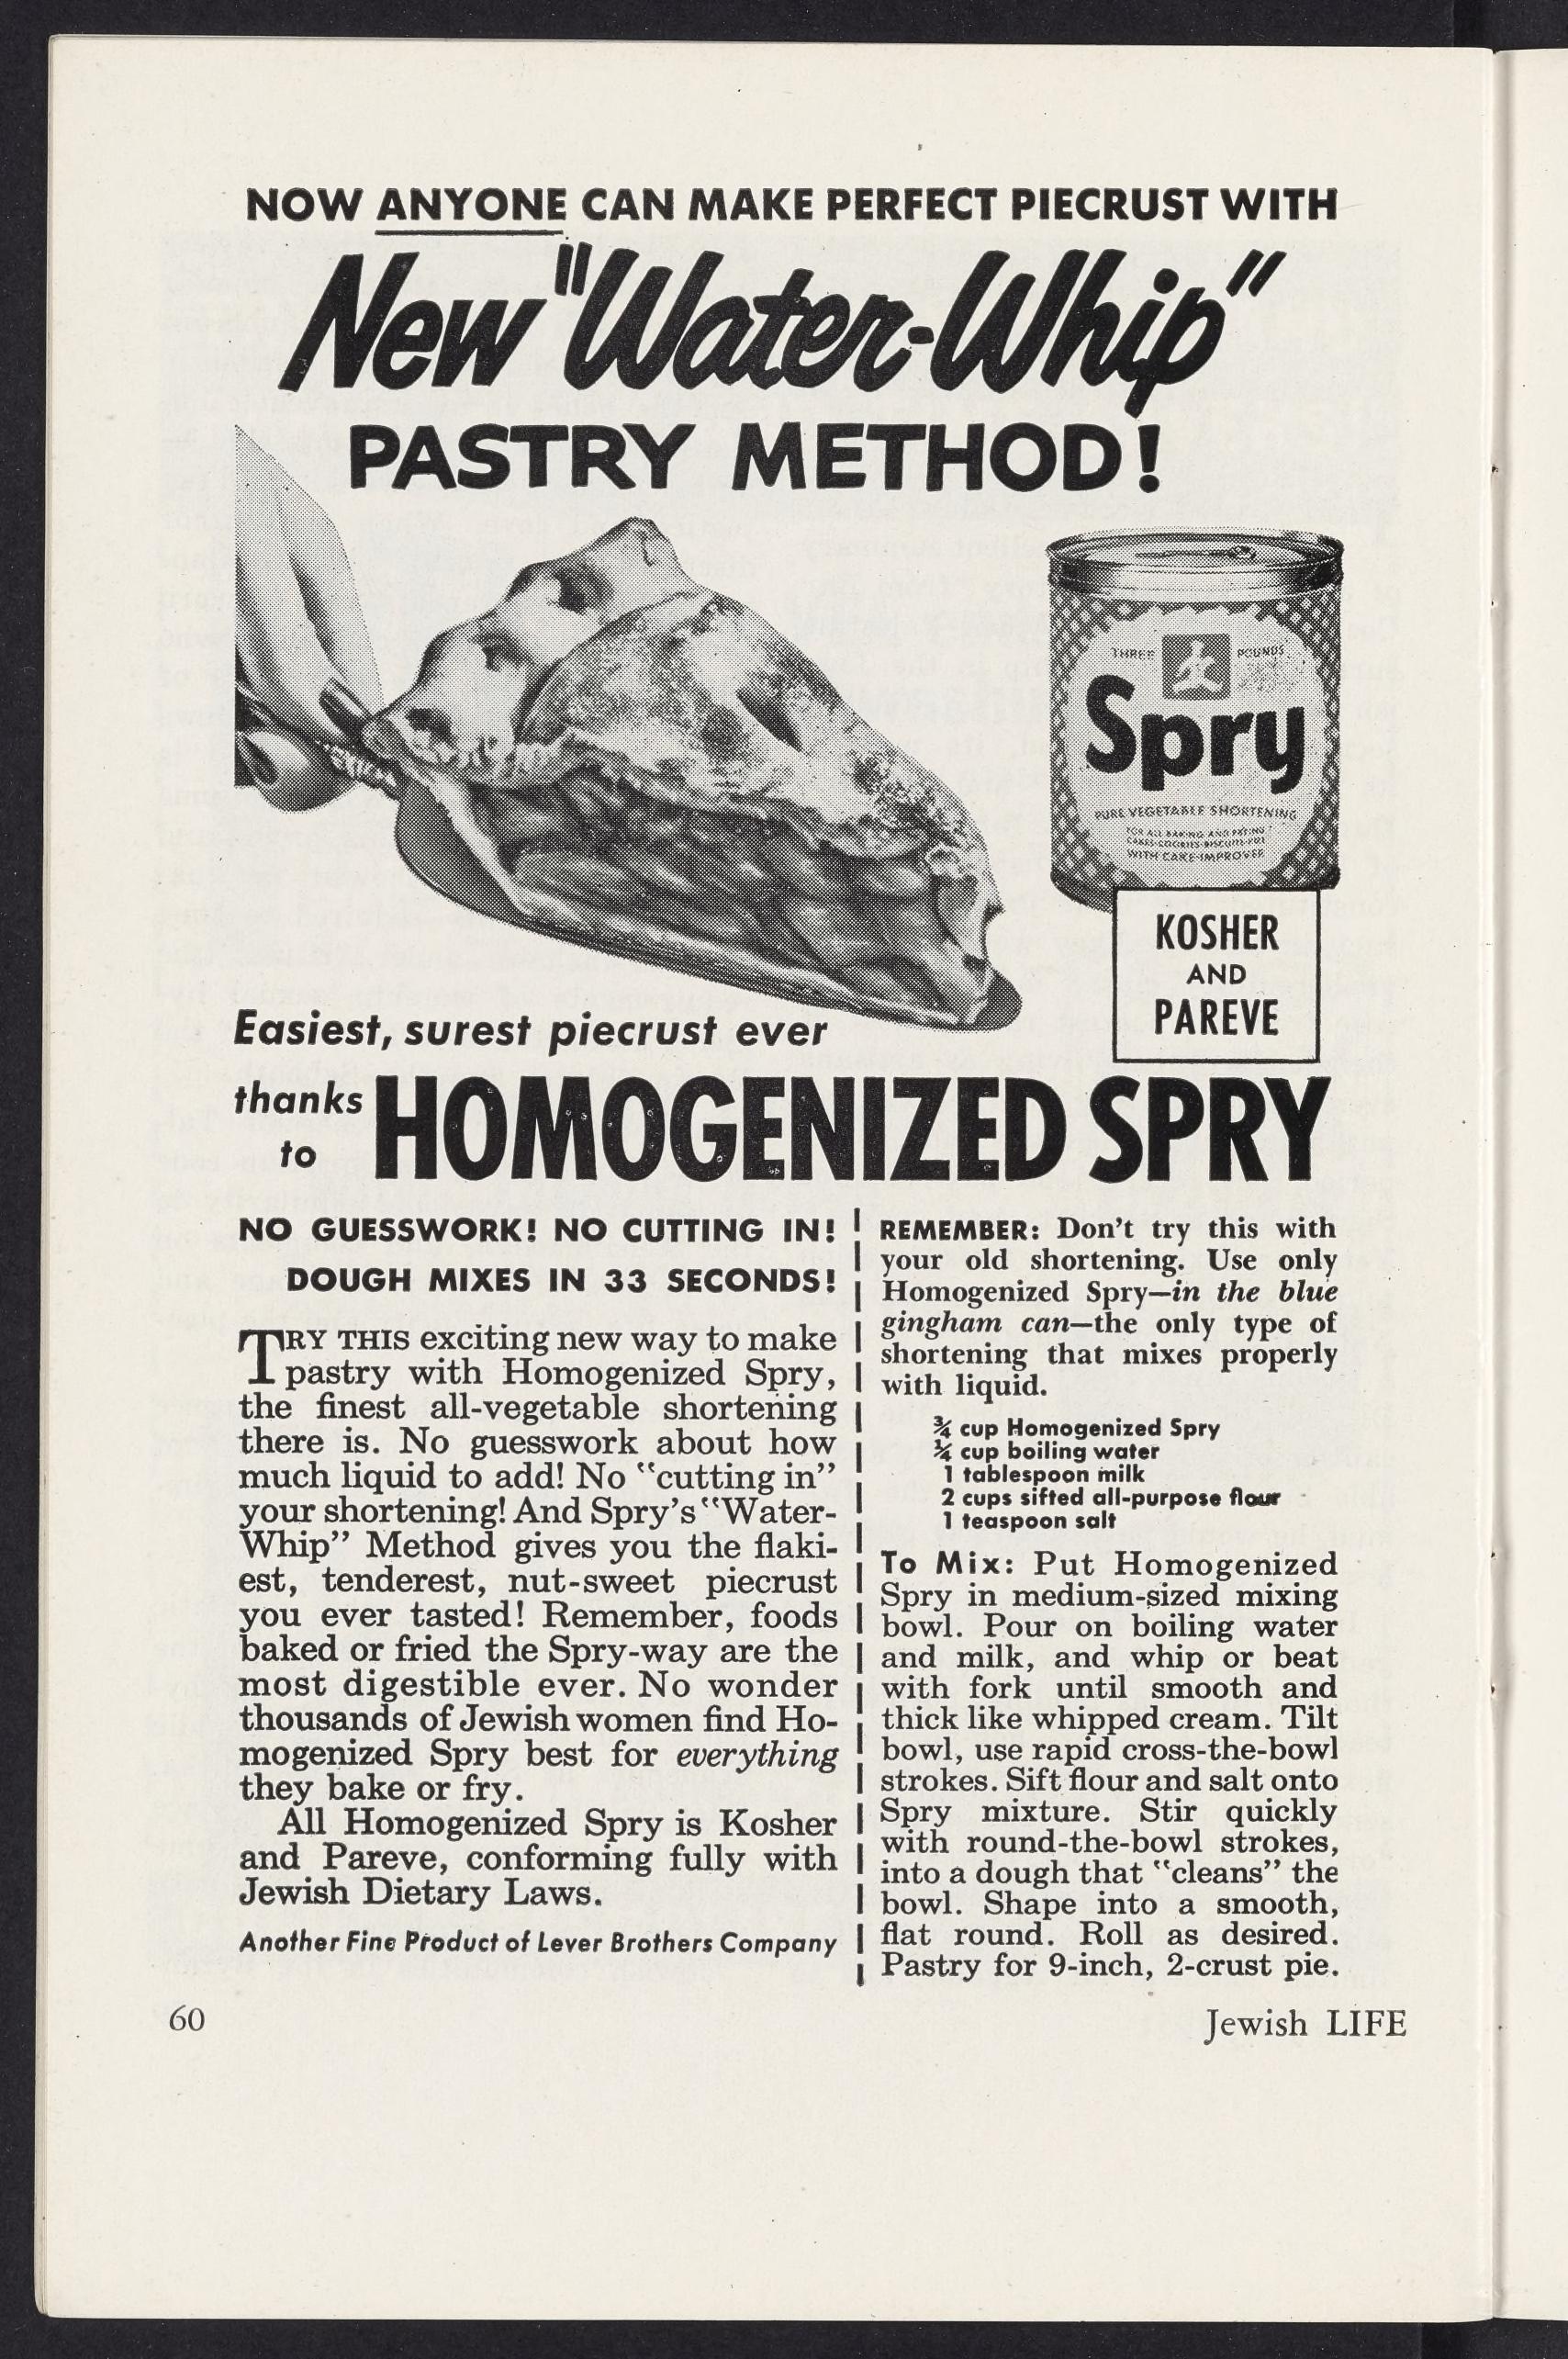 NOW ANYONE CAN MAKE PERFECT PIECRUST WITH
New "Water-Whip"
PASTRY METHOD!
THREE POUNDS
Spry
PURE VEGETABLE SHORTENING
FOR ALL BAKING AND FRYING
CAKES·COOKIES·BISCUITS·PIES
WITH CAKE-IMPROVER
KOSHER
AND
PAREVE
Easiest, surest piecrust ever
thanks
to
HOMOGENIZED SPRY
NO GUESSWORK! NO CUTTING IN!
DOUGH MIXES IN 33 SECONDS!
TRY THIS exciting new way to make
pastry with Homogenized Spry,
the finest all-vegetable shortening
there is. No guesswork about how
much liquid to add! No "cutting in"
your shortening! And Spry's "Water-
Whip" Method gives you the flaki-
est, tenderest, nut-sweet piecrust
you ever tasted! Remember, foods
baked or fried the Spry-way are the
most digestible ever. No wonder
thousands of Jewish women find Ho-
mogenized Spry best for everything
they bake or fry.
All Homogenized Spry is Kosher
and Pareve, conforming fully with
Jewish Dietary Laws.
Another Fine Product of Lever Brothers Company
REMEMBER: Don't try this with
your old shortening. Use only
Homogenized Spry—in the blue
gingham can—the only type of
shortening that mixes properly
with liquid.
¾ cup Homogenized Spry
¼ cup boiling water
1 tablespoon milk
2 cups sifted all-purpose flour
1 teaspoon salt
To Mix: Put Homogenized
Spry in medium-sized mixing
bowl. Pour on boiling water
and milk, and whip or beat
with fork until smooth and
thick like whipped cream. Tilt
bowl, use rapid cross-the-bowl
strokes. Sift flour and salt onto
Spry mixture. Stir quickly
with round-the-bowl strokes,
into a dough that "cleans" the
bowl. Shape into a smooth,
flat round. Roll as desired.
Pastry for 9-inch, 2-crust pie.
60
Jewish LIFE